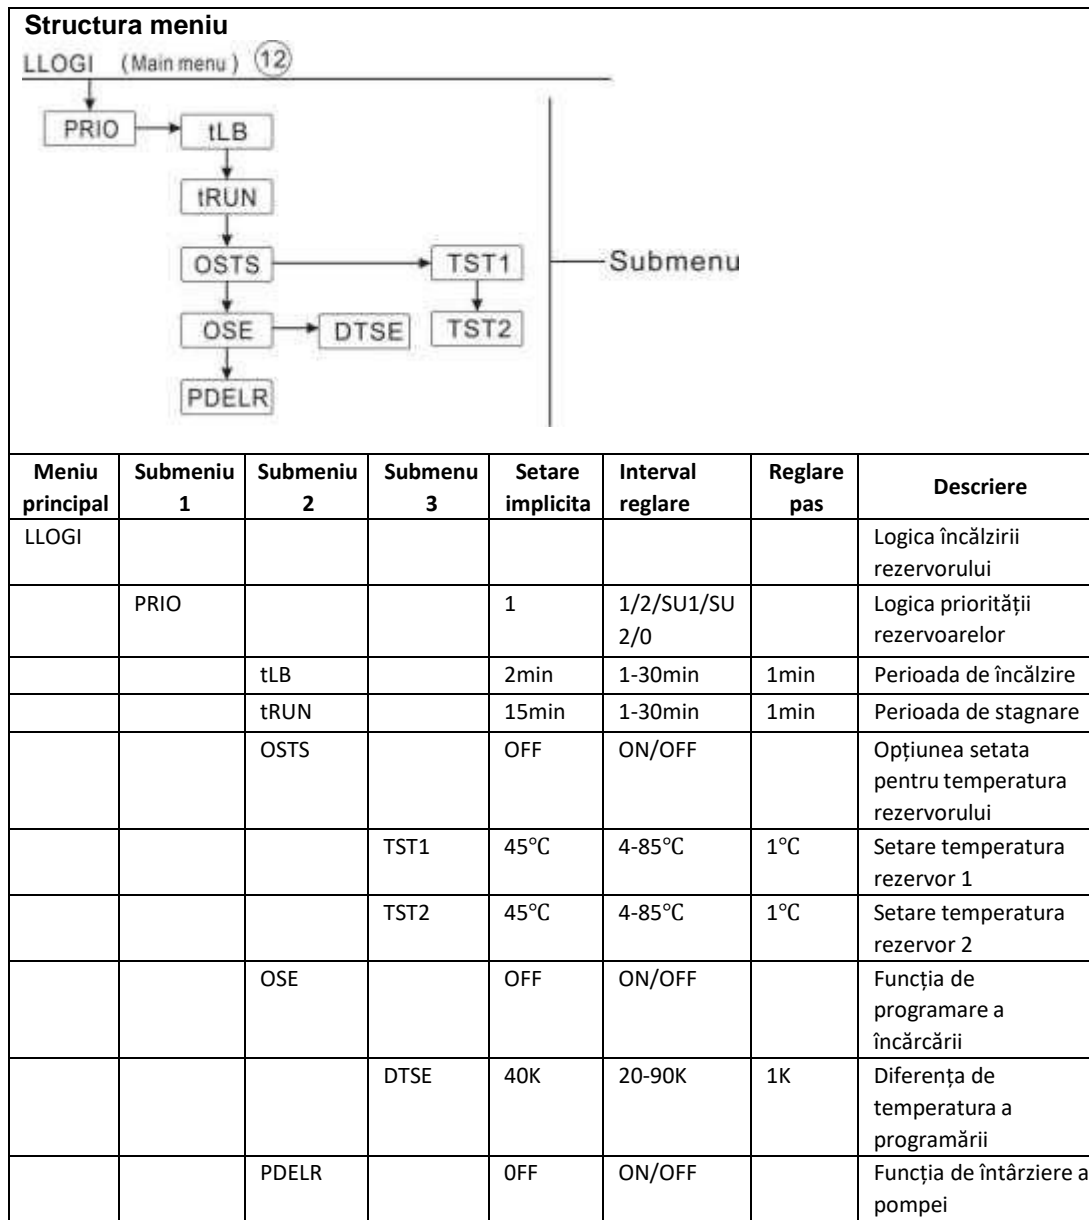 Structura meniu
LLOGI (Main menu) 12
PRIO tLB
tRUN
OSTS TST1 Submenu
OSE DTSE TST2
PDELR
Meniu principal Submeniu 1 Submeniu 2 Submenu 3 Setare implicita Interval reglare Reglare pas Descriere
LLOGI Logica încălzirii
rezervorului
PRIO 1 1/2/SU1/SU Logica priorității
2/0 rezervoarelor
tLB 2min 1-30min 1min Perioada de încălzire
tRUN 15min 1-30min 1min Perioada de stagnare
OSTS OFF ON/OFF Opțiunea setata
pentru temperatura
rezervorului
TST1 45℃ 4-85℃ 1℃ Setare temperatura
rezervor 1
TST2 45℃ 4-85℃ 1℃ Setare temperatura
rezervor 2
OSE OFF ON/OFF Funcția de
programare a
încărcării
DTSE 40K 20-90K 1K Diferența de
temperatura a
programării
PDELR 0FF ON/OFF Funcția de întârziere a
pompei